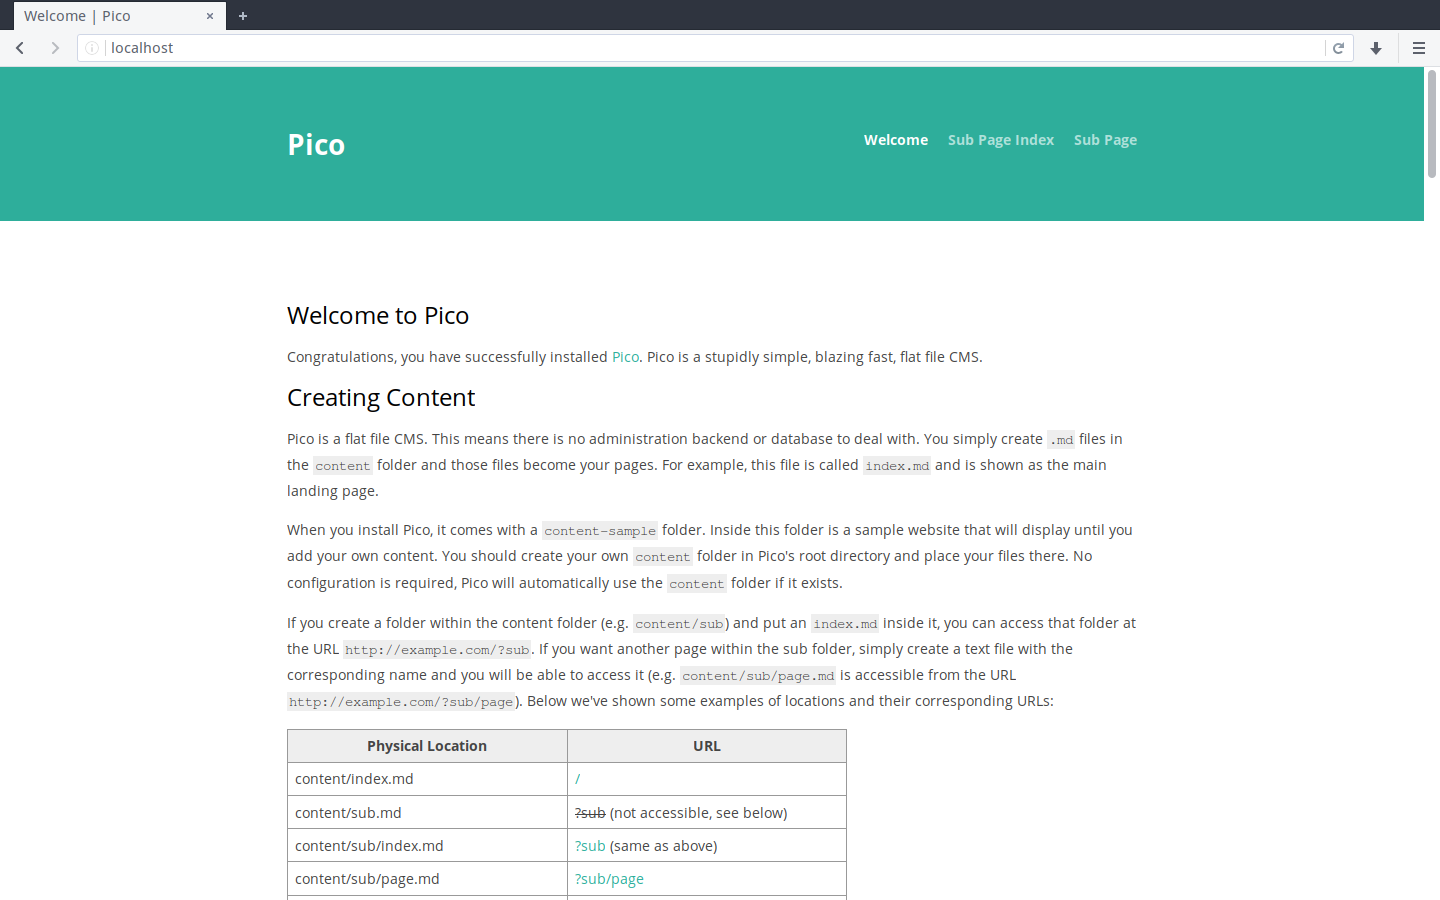 Welcome | Pico
localhost
Pico
Welcome Sub Page Index Sub Page
Welcome to Pico
Congratulations, you have successfully installed Pico. Pico is a stupidly simple, blazing fast, flat file CMS.
Creating Content
Pico is a flat file CMS. This means there is no administration backend or database to deal with. You simply create .md files in
the content folder and those files become your pages. For example, this file is called index.md and is shown as the main
landing page.
When you install Pico, it comes with a content-sample folder. Inside this folder is a sample website that will display until you
add your own content. You should create your own content folder in Pico's root directory and place your files there. No
configuration is required, Pico will automatically use the content folder if it exists.
If you create a folder within the content folder (e.g. content/sub) and put an index.md inside it, you can access that folder at
the URL http://example.com/?sub. If you want another page within the sub folder, simply create a text file with the
corresponding name and you will be able to access it (e.g. content/sub/page.md is accessible from the URL
http://example.com/?sub/page). Below we've shown some examples of locations and their corresponding URLs:
Physical Location URL
content/index.md /
content/sub.md ?sub (not accessible, see below)
content/sub/index.md ?sub (same as above)
content/sub/page.md ?sub/page